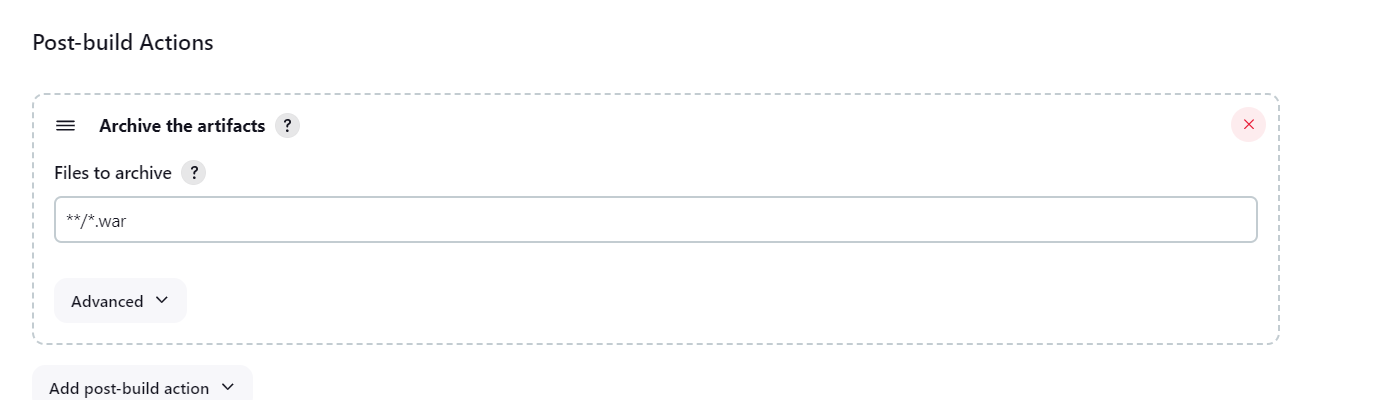 Post-build Actions
Archive the artifacts ?
Files to archive ?
**/*.war
Advanced
Add post-build action